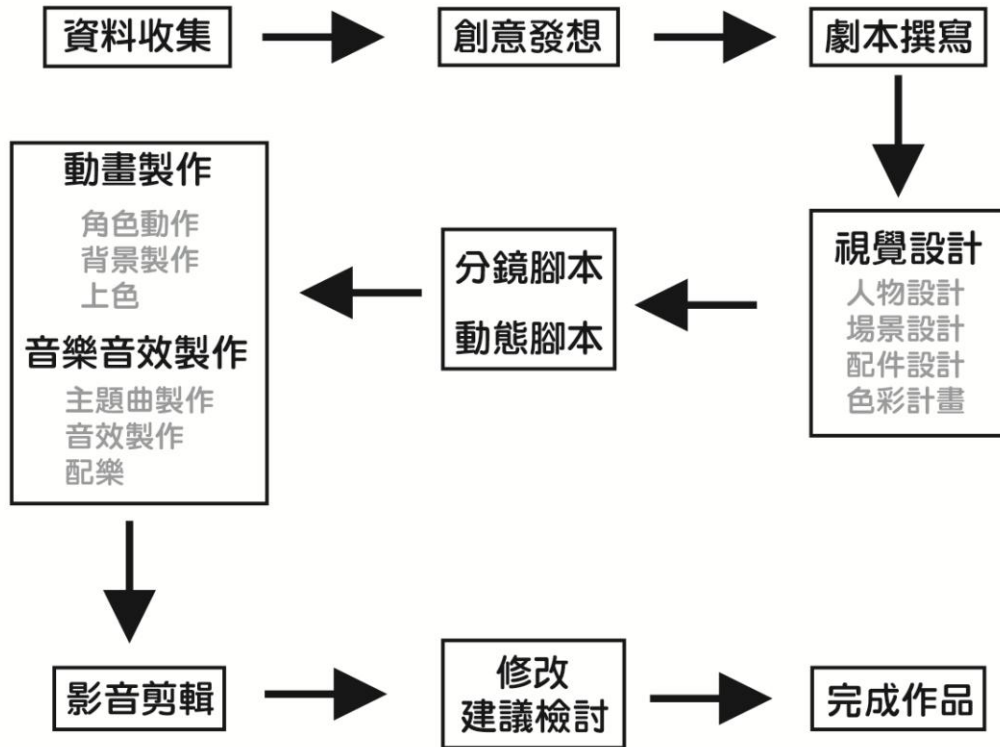 資料收集
創意發想
劇本撰寫
視覺設計
人物設計
場景設計
配件設計
色彩計畫
分鏡腳本
動態腳本
動畫製作
角色動作
背景製作
上色
音樂音效製作
主題曲製作
音效製作
配樂
影音剪輯
修改
建議檢討
完成作品